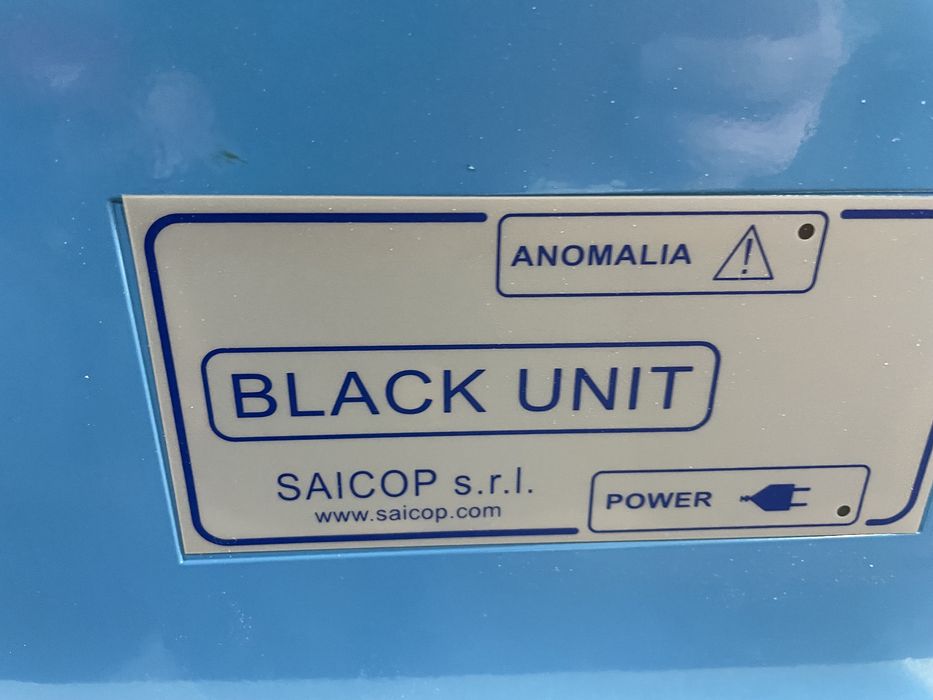 ANOMALIA
BLACK UNIT
SAICOP s.r.l.
www.saicop.com
POWER